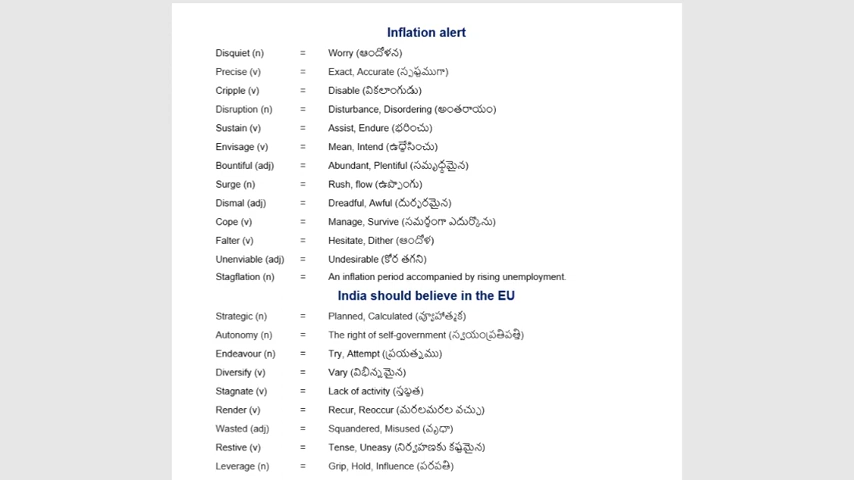 Inflation alert
Disquiet (n) = Worry (ఆందోళన)
Precise (v) = Exact, Accurate (స్పష్టముగా)
Cripple (v) = Disable (వికలాంగుడు)
Disruption (n) = Disturbance, Disordering (అంతరాయం)
Sustain (v) = Assist, Endure (భరించు)
Envisage (v) = Mean, Intend (ఉద్ధేసించు)
Bountiful (adj) = Abundant, Plentiful (సమృద్ధమైన)
Surge (n) = Rush, flow (ఉప్పొంగు)
Dismal (adj) = Dreadful, Awful (దుర్భరమైన)
Cope (v) = Manage, Survive (సమర్ధంగా ఎదుర్కొను)
Falter (v) = Hesitate, Dither (ఆందోళ)
Unenviable (adj) = Undesirable (కోర తగని)
Stagflation (n) = An inflation period accompanied by rising unemployment.
India should believe in the EU
Strategic (n) = Planned, Calculated (వ్యూహాత్మక)
Autonomy (n) = The right of self-government (స్వయంప్రతిపత్తి)
Endeavour (n) = Try, Attempt (ప్రయత్నము)
Diversify (v) = Vary (విభిన్నమైన)
Stagnate (v) = Lack of activity (స్తబ్ధత)
Render (v) = Recur, Reoccur (మరలమరల వచ్చు)
Wasted (adj) = Squandered, Misused (వృధా)
Restive (v) = Tense, Uneasy (నిర్వహణకు కష్టమైన)
Leverage (n) = Grip, Hold, Influence (పరపతి)